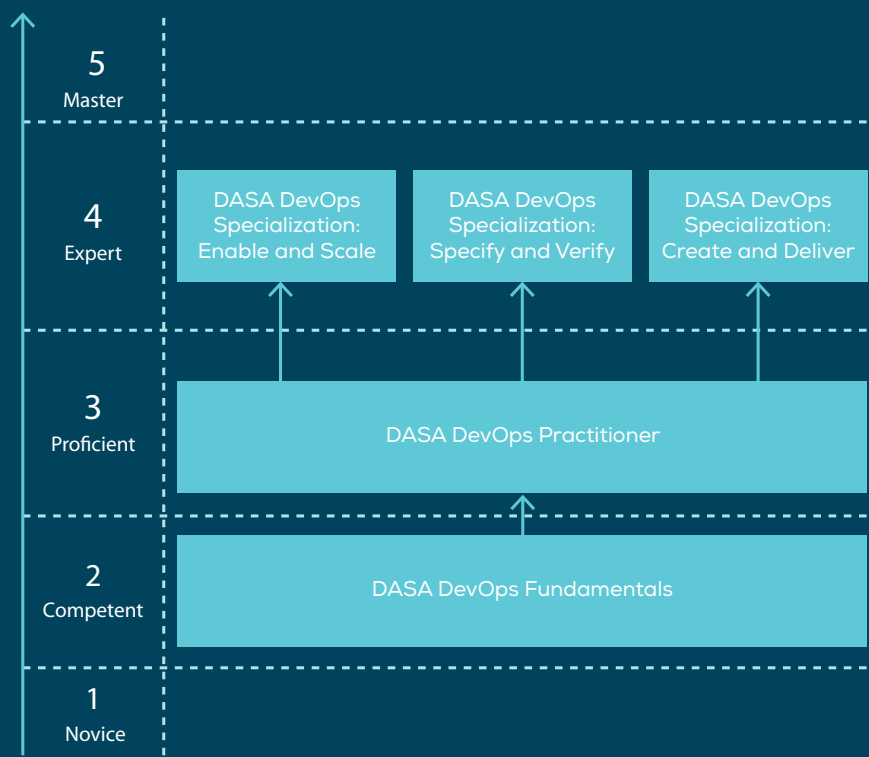 5
Master
4
Expert
DASA DevOps
Specialization:
Enable and Scale
DASA DevOps
Specialization:
Specify and Verify
DASA DevOps
Specialization:
Create and Deliver
3
Proficient
DASA DevOps Practitioner
2
Competent
DASA DevOps Fundamentals
1
Novice